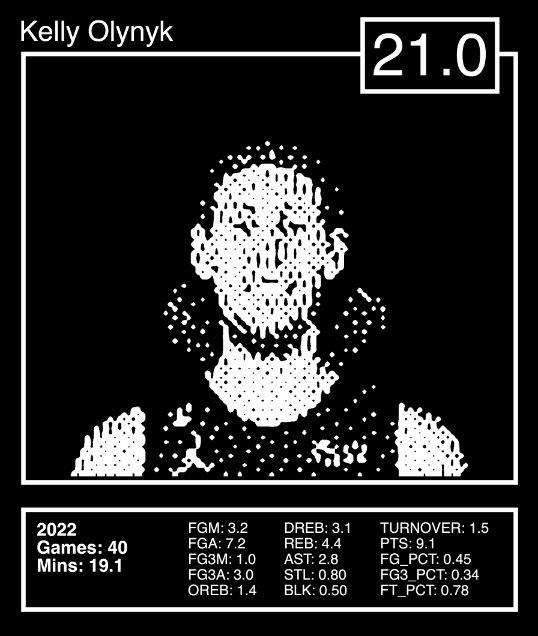 Kelly Olynyk
21.0
2022
Games: 40
Mins: 19.1
FGM: 3.2
FGA: 7.2
FG3M: 1.0
FG3A: 3.0
OREB: 1.4
DREB: 3.1
REB: 4.4
AST: 2.8
STL: 0.80
BLK: 0.50
TURNOVER: 1.5
PTS: 9.1
FG_PCT: 0.45
FG3_PCT: 0.34
FT_PCT: 0.78